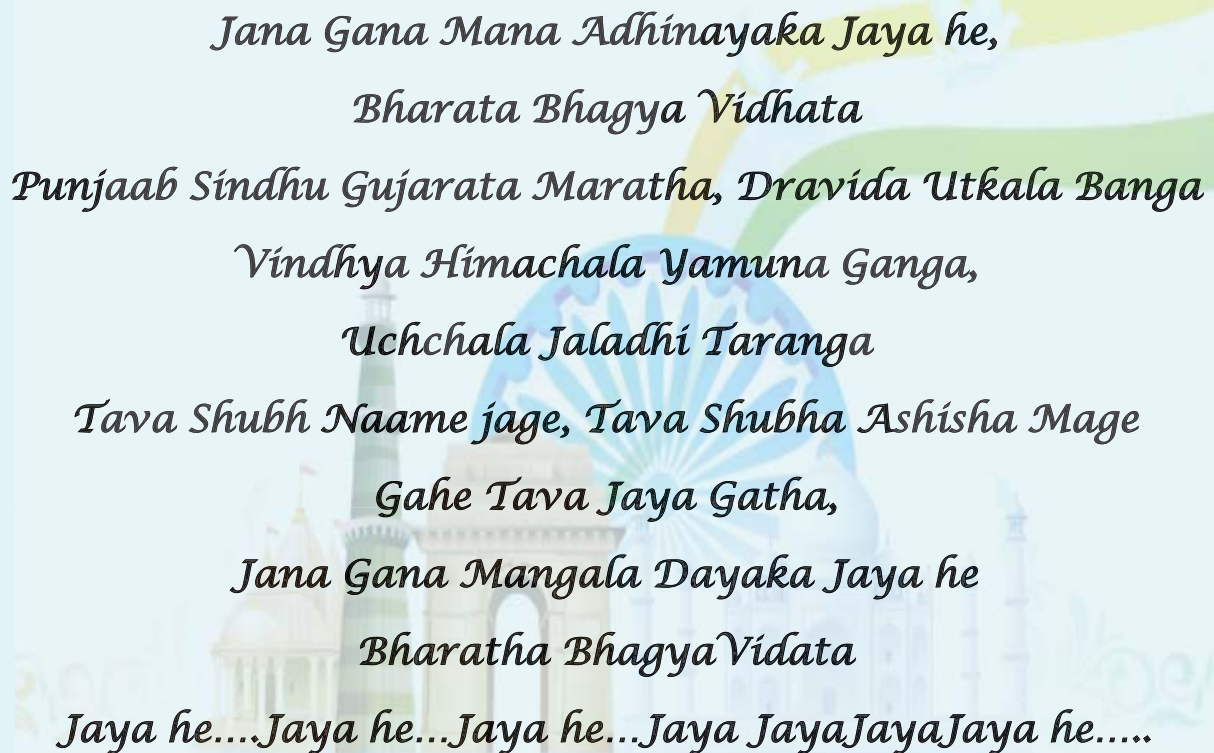 Jana Gana Mana Adhinayaka Jaya he,
Bharata Bhagya Vidhata
Punjaab Sindhu Gujarata Maratha, Dravida Utkala Banga
Vindhya Himachala Yamuna Ganga,
Uchchala Jaladhi Taranga
Tava Shubh Naame jage, Tava Shubha Ashisha Mage
Gahe Tava Jaya Gatha,
Jana Gana Mangala Dayaka Jaya he
Bharatha BhagyaVidata
Jaya he….Jaya he…Jaya he…Jaya JayaJayaJaya he…..